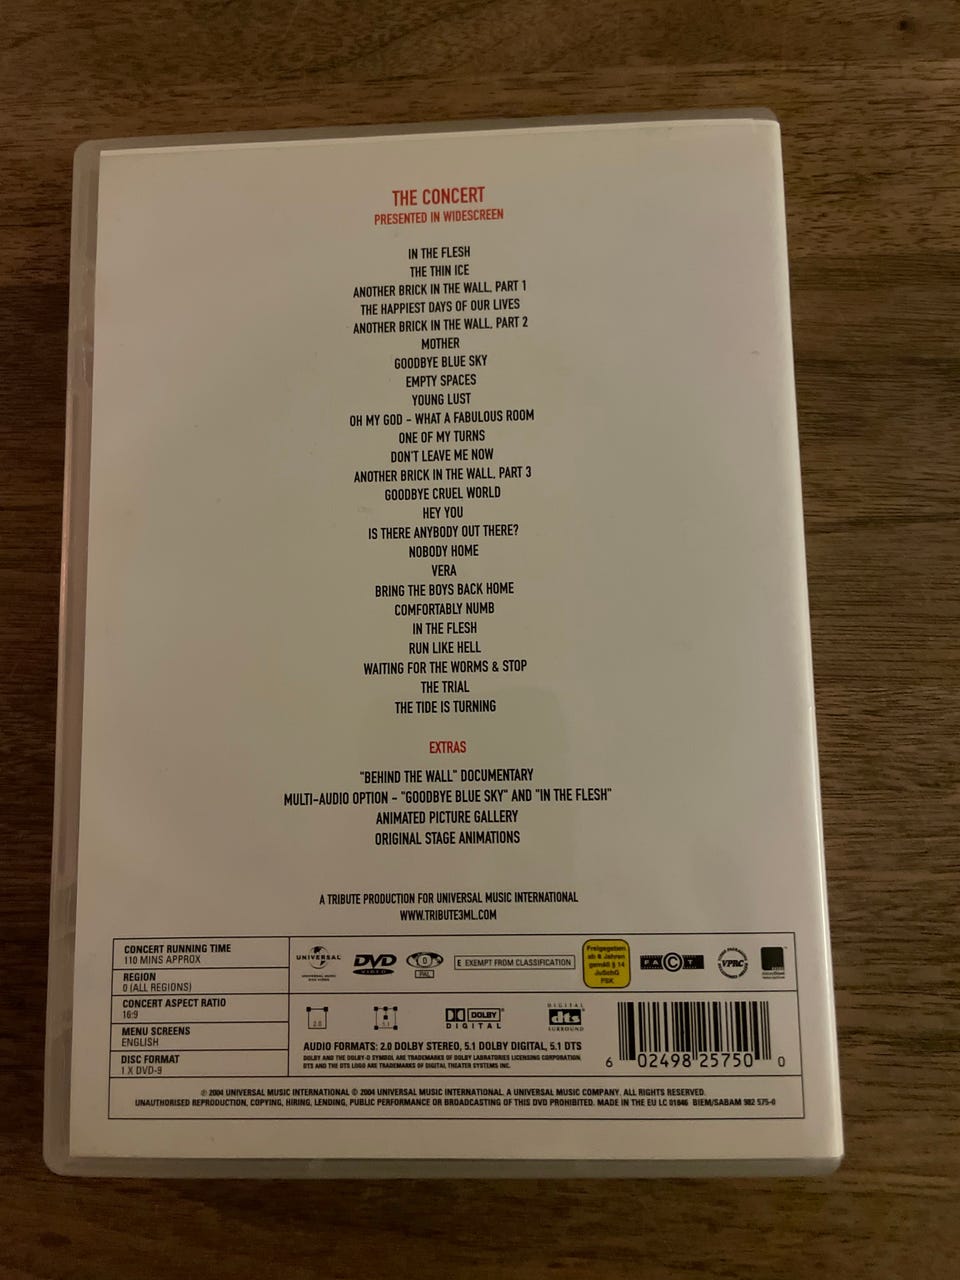 THE CONCERT
PRESENTED IN WIDESCREEN
IN THE FLESH
THE THIN ICE
ANOTHER BRICK IN THE WALL, PART 1
THE HAPPIEST DAYS OF OUR LIVES
ANOTHER BRICK IN THE WALL, PART 2
MOTHER
GOODBYE BLUE SKY
EMPTY SPACES
YOUNG LUST
OH MY GOD - WHAT A FABULOUS ROOM
ONE OF MY TURNS
DON'T LEAVE ME NOW
ANOTHER BRICK IN THE WALL, PART 3
GOODBYE CRUEL WORLD
HEY YOU
IS THERE ANYBODY OUT THERE?
NOBODY HOME
VERA
BRING THE BOYS BACK HOME
COMFORTABLY NUMB
IN THE FLESH
RUN LIKE HELL
WAITING FOR THE WORMS & STOP
THE TRIAL
THE TIDE IS TURNING
EXTRAS
"BEHIND THE WALL" DOCUMENTARY
MULTI-AUDIO OPTION - "GOODBYE BLUE SKY" AND "IN THE FLESH"
ANIMATED PICTURE GALLERY
ORIGINAL STAGE ANIMATIONS
A TRIBUTE PRODUCTION FOR UNIVERSAL MUSIC INTERNATIONAL
WWW.TRIBUTE3ML.COM
CONCERT RUNNING TIME
110 MINS APPROX
REGION
0 (ALL REGIONS)
CONCERT ASPECT RATIO
16:9
MENU SCREENS
ENGLISH
DISC FORMAT
1 X DVD-9
UNIVERSAL
UNIVERSAL MUSIC
DVD
VIDEO
0
PAL
E EXEMPT FROM CLASSIFICATION
Freigegeben
ab 6 Jahren
gemäß § 14
JuSchG
FSK
FACT
VPRC
2.0
5.1
DOLBY
DIGITAL
DIGITAL
dts
SURROUND
AUDIO FORMATS: 2.0 DOLBY STEREO, 5.1 DOLBY DIGITAL, 5.1 DTS
DOLBY AND THE DOUBLE-D SYMBOL ARE TRADEMARKS OF DOLBY LABRATORIES LICENSING CORPORATION.
DTS AND THE DTS LOGO ARE TRADEMARKS OF DIGITAL THEATER SYSTEMS INC.
6 02498 25750 0
℗ 2004 UNIVERSAL MUSIC INTERNATIONAL © 2004 UNIVERSAL MUSIC INTERNATIONAL, A UNIVERSAL MUSIC COMPANY. ALL RIGHTS RESERVED.
UNAUTHORISED REPRODUCTION, COPYING, HIRING, LENDING, PUBLIC PERFORMANCE OR BROADCASTING OF THIS DVD PROHIBITED. MADE IN THE EU LC 01846 BIEM/SABAM 982 575-0